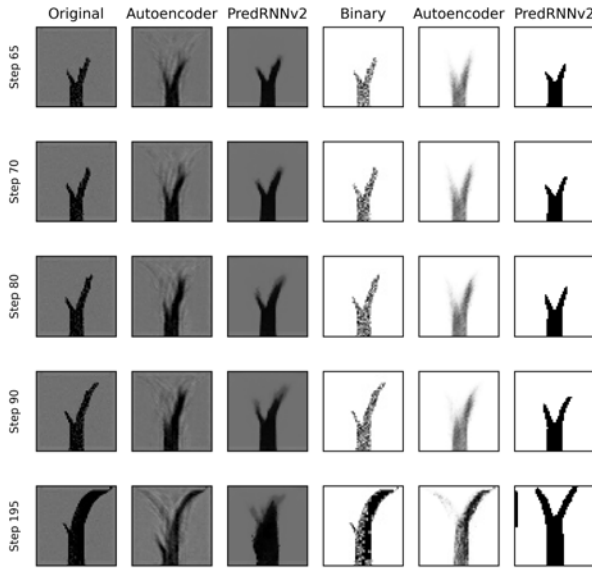 Original Autoencoder PredRNNv2 Binary Autoencoder PredRNNv2
Step 65
Step 70
Step 80
Step 90
Step 195